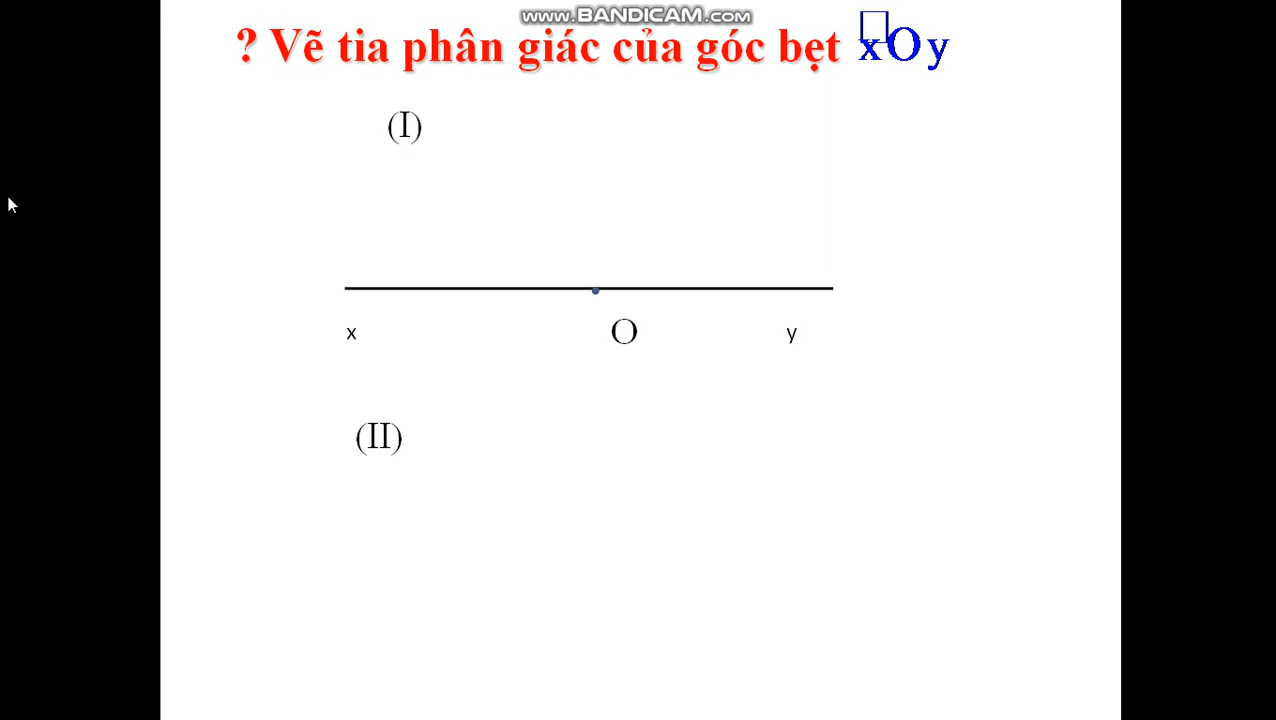 www.BANDICAM.com
? Vẽ tia phân giác của góc bẹt xOy
(I)
x O y
(II)